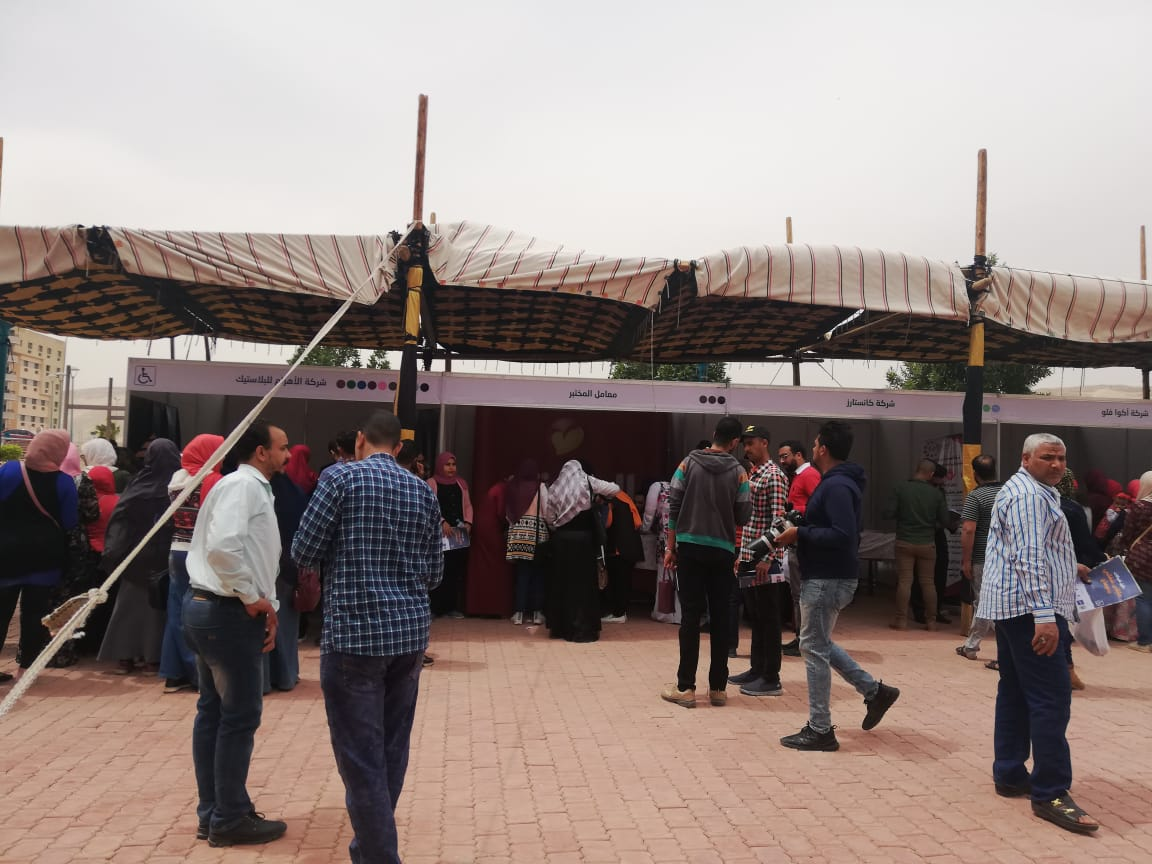 شركة الأهرام للبلاستيك
معامل المختبر
شركة كانستارز
شركة أكوا فلو